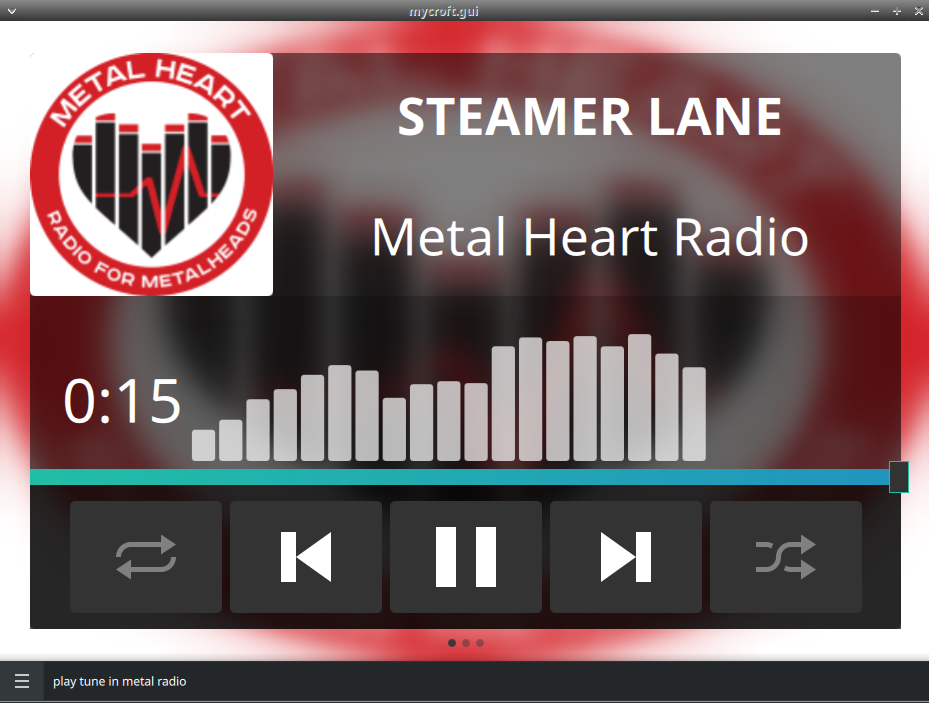 mycroft.gui
METAL HEART
RADIO FOR METALHEADS
STEAMER LANE
Metal Heart Radio
0:15
play tune in metal radio